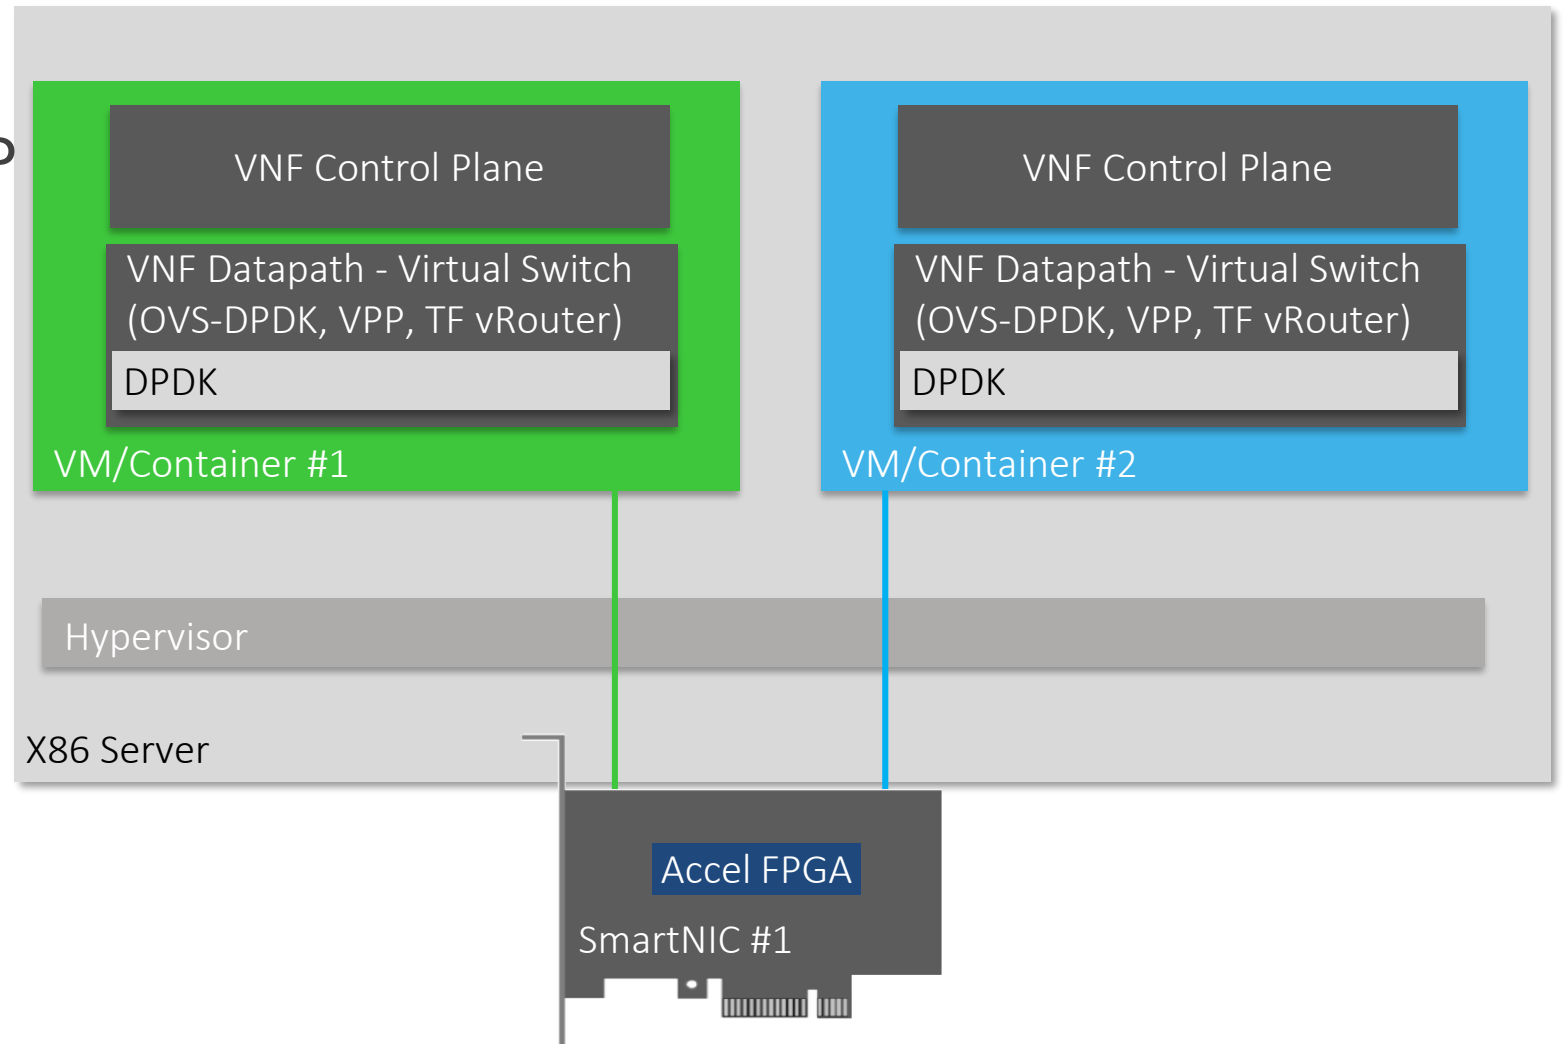 VNF Control Plane
VNF Datapath - Virtual Switch
(OVS-DPDK, VPP, TF vRouter)
DPDK
VM/Container #1
VNF Control Plane
VNF Datapath - Virtual Switch
(OVS-DPDK, VPP, TF vRouter)
DPDK
VM/Container #2
Hypervisor
X86 Server
Accel FPGA
SmartNIC #1